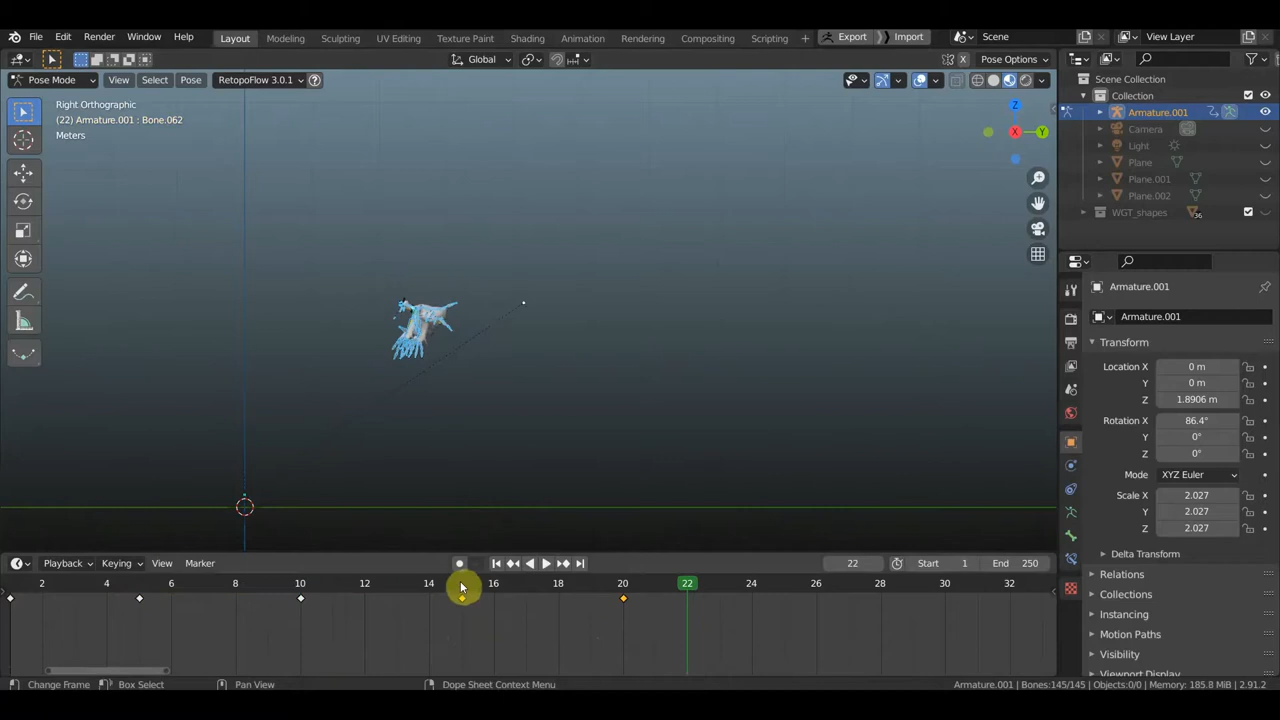 File Edit Render Window Help Layout Modeling Sculpting UV Editing Texture Paint Shading Animation Rendering Compositing Scripting + Export Import Scene View Layer
Global X Pose Options
Pose Mode View Select Pose RetopoFlow 3.0.1
Scene Collection
Collection
Armature.001
Camera
Light
Plane
Plane.001
Plane.002
WGT_shapes 36
Right Orthographic
(22) Armature.001 : Bone.062
Meters
Z
X Y
Armature.001
Armature.001
Transform
Location X 0 m
Y 0 m
Z 1.8906 m
Rotation X 86.4°
Y 0°
Z 0°
Mode XYZ Euler
Scale X 2.027
Y 2.027
Z 2.027
Delta Transform
Relations
Collections
Instancing
Motion Paths
Visibility
Viewport Display
Playback Keying View Marker 22 Start 1 End 250
2 4 6 8 10 12 14 16 18 20 22 24 26 28 30 32
Change Frame Box Select Pan View Dope Sheet Context Menu Armature.001 | Bones:145/145 | Objects:0/0 | Memory: 185.8 MiB | 2.91.2